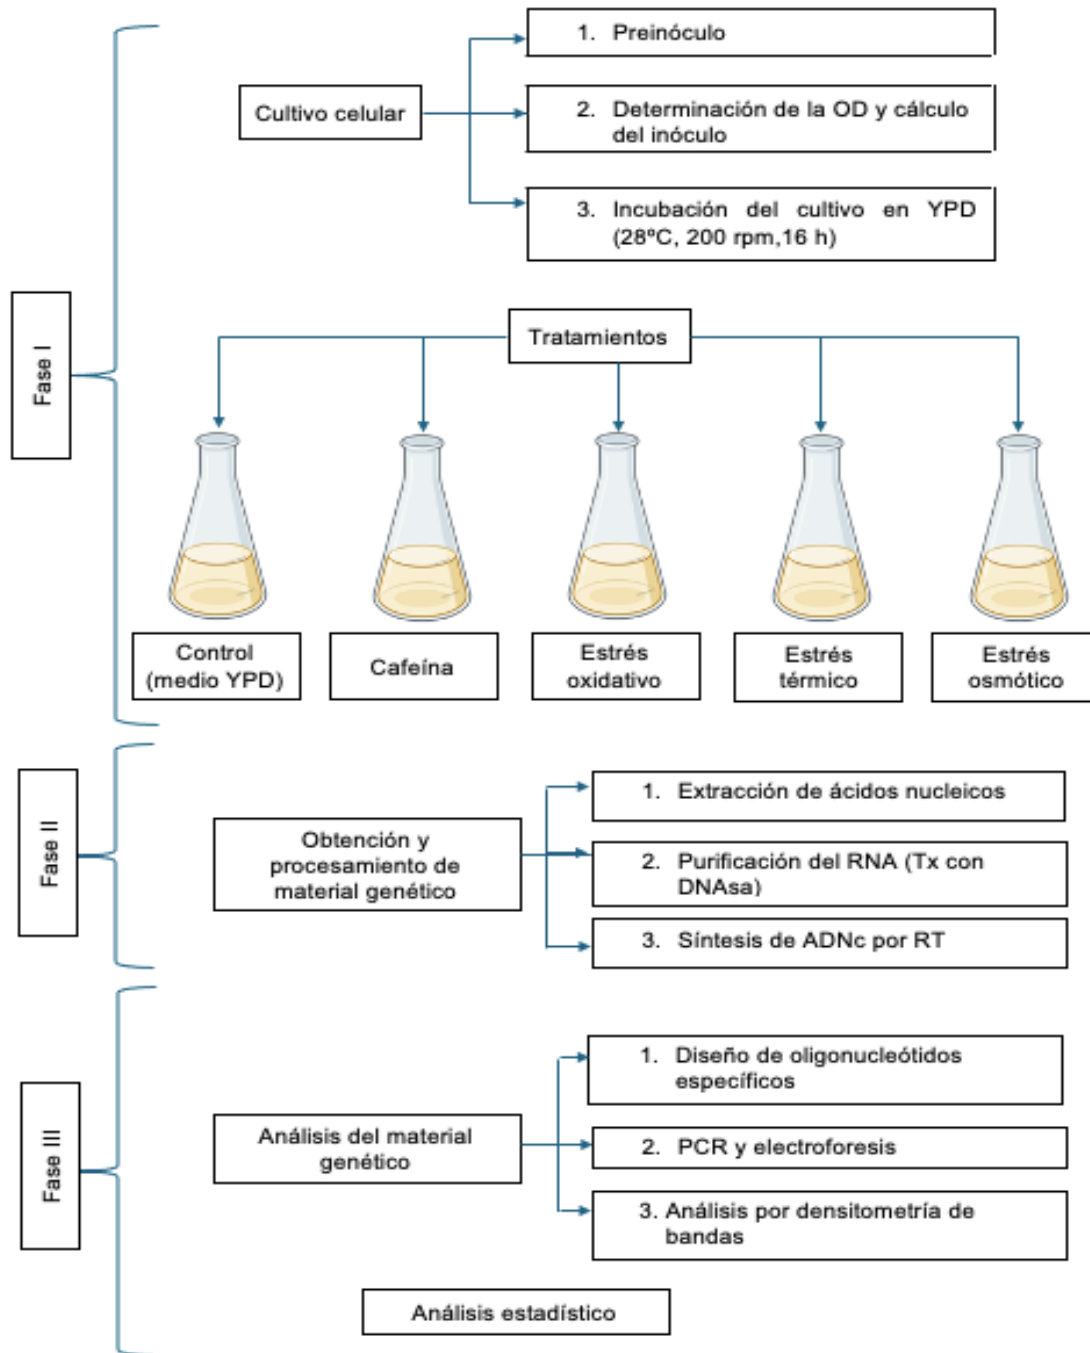 Fase I
Cultivo celular
1. Preinóculo
2. Determinación de la OD y cálculo
del inóculo
3. Incubación del cultivo en YPD
(28ºC, 200 rpm,16 h)
Tratamientos
Control
(medio YPD)
Cafeína
Estrés
oxidativo
Estrés
térmico
Estrés
osmótico
Fase II
Obtención y
procesamiento de
material genético
1. Extracción de ácidos nucleicos
2. Purificación del RNA (Tx con
DNAsa)
3. Síntesis de ADNc por RT
Fase III
Análisis del material
genético
1. Diseño de oligonucleótidos
específicos
2. PCR y electroforesis
3. Análisis por densitometría de
bandas
Análisis estadístico